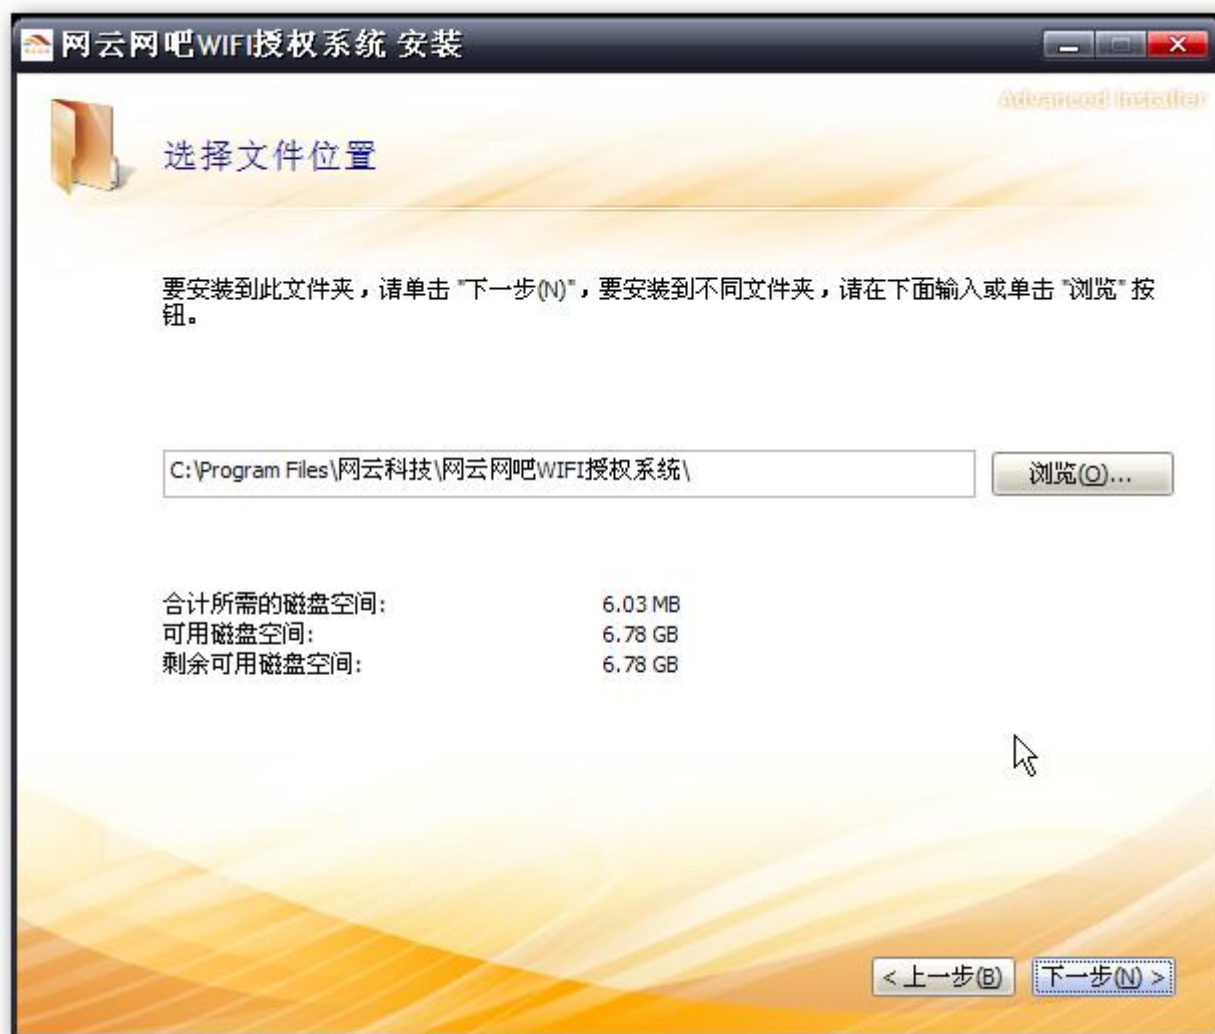 网云网吧WIFI授权系统 安装
Advanced Installer
选择文件位置
要安装到此文件夹，请单击 "下一步(N)"，要安装到不同文件夹，请在下面输入或单击 "浏览" 按
钮。
C:\Program Files\网云科技\网云网吧WIFI授权系统\
浏览(O)...
合计所需的磁盘空间: 6.03 MB
可用磁盘空间: 6.78 GB
剩余可用磁盘空间: 6.78 GB
< 上一步(B) 下一步(N) >